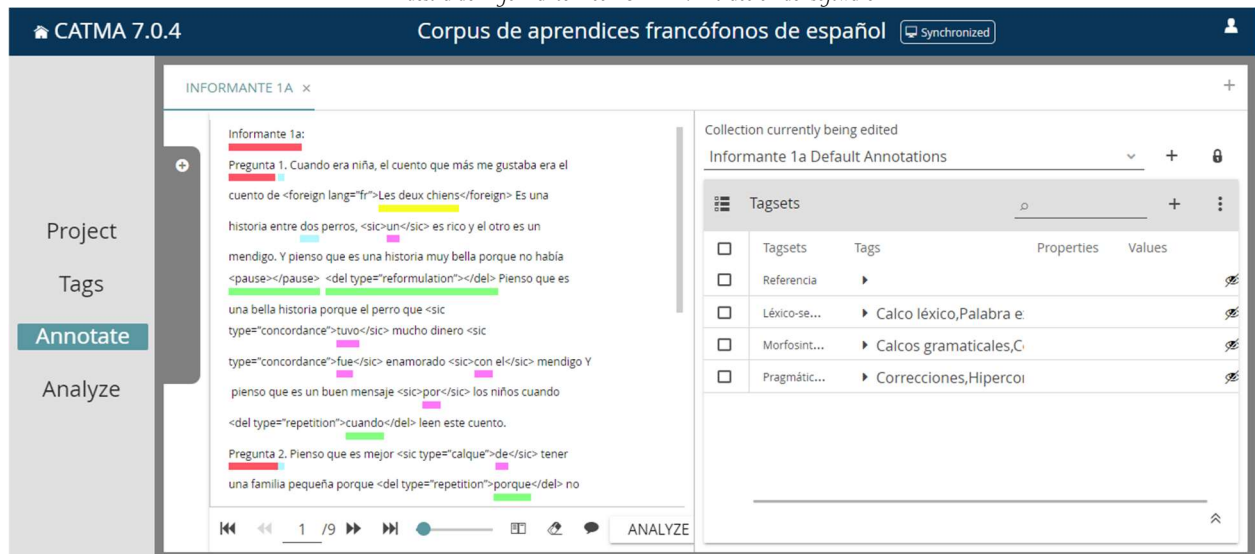 CATMA 7.0.4
Corpus de aprendices francófonos de español
Synchronized
Project
Tags
Annotate
Analyze
INFORMANTE 1A ×
+
Informante 1a:
Pregunta 1. Cuando era niña, el cuento que más me gustaba era el
cuento de <foreign lang="fr">Les deux chiens</foreign> Es una
historia entre dos perros, <sic>un</sic> es rico y el otro es un
mendigo. Y pienso que es una historia muy bella porque no había
<pause></pause> <del type="reformulation"></del> Pienso que es
una bella historia porque el perro que <sic
type="concordance">tuvo</sic> mucho dinero <sic
type="concordance">fue</sic> enamorado <sic>con el</sic> mendigo Y
pienso que es un buen mensaje <sic>por</sic> los niños cuando
<del type="repetition">cuando</del> leen este cuento.
Pregunta 2. Pienso que es mejor <sic type="calque">de</sic> tener
una familia pequeña porque <del type="repetition">porque</del> no
1 /9
ANALYZE
Collection currently being edited
Informante 1a Default Annotations
+
Tagsets
+
Tagsets Tags Properties Values
Referencia
Léxico-se... Calco léxico,Palabra e
Morfosint... Calcos gramaticales,C
Pragmátic... Correcciones,Hipercor